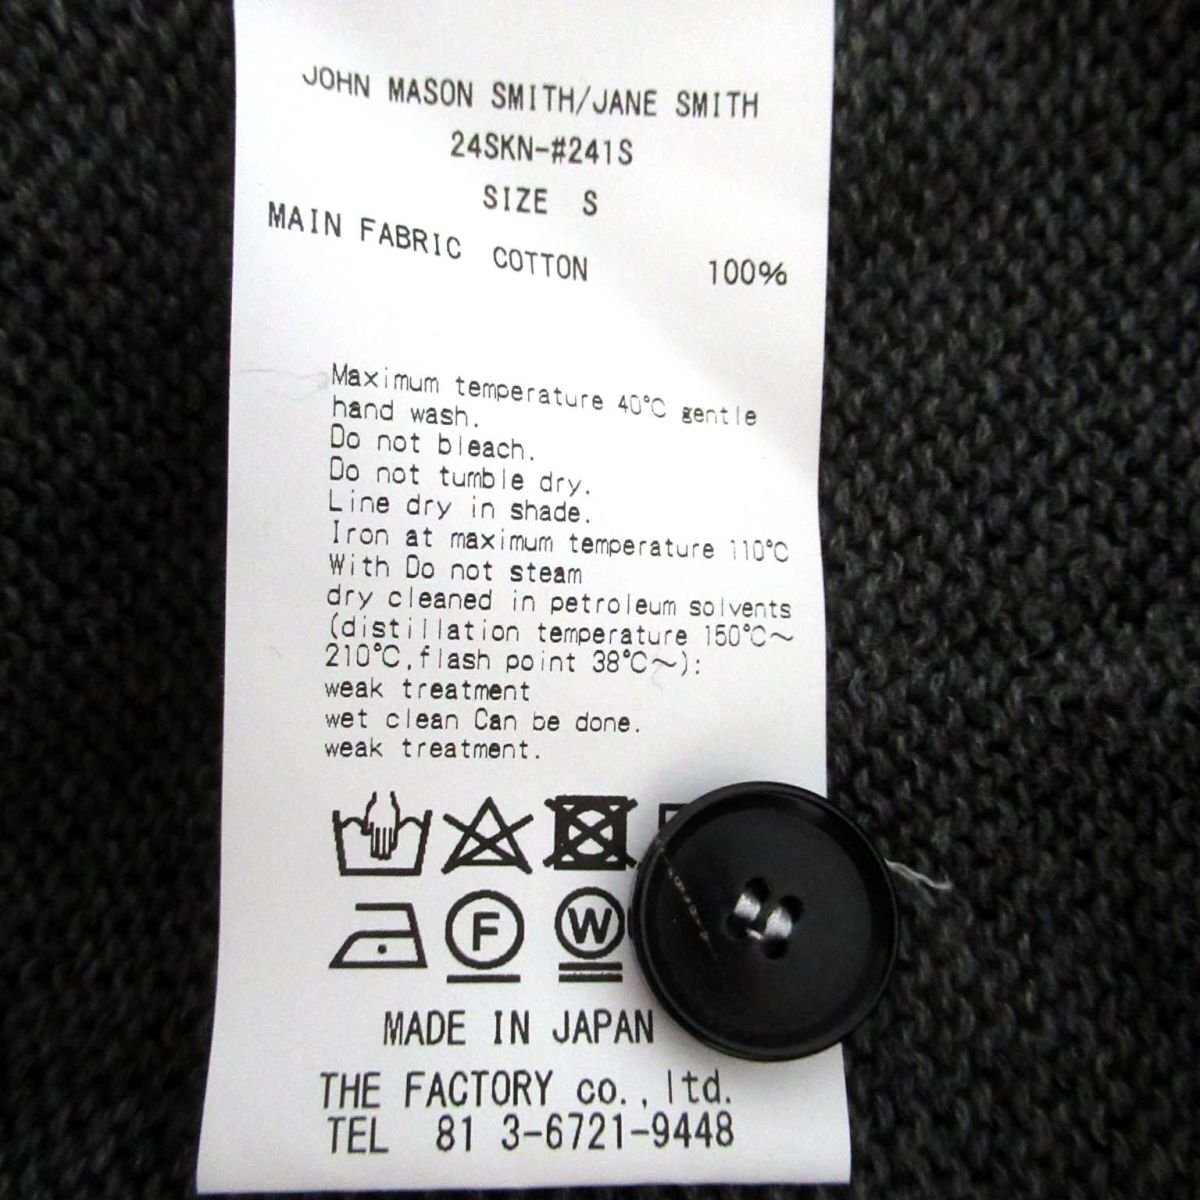 JOHN MASON SMITH/JANE SMITH
24SKN-#241S
SIZE S
MAIN FABRIC COTTON 100%
Maximum temperature 40℃ gentle
hand wash.
Do not bleach.
Do not tumble dry.
Line dry in shade.
Iron at maximum temperature 110℃
With Do not steam
dry cleaned in petroleum solvents
(distillation temperature 150℃～
210℃,flash point 38℃～):
weak treatment
wet clean Can be done.
weak treatment.
F W
MADE IN JAPAN
THE FACTORY co.,ltd.
TEL 81 3-6721-9448